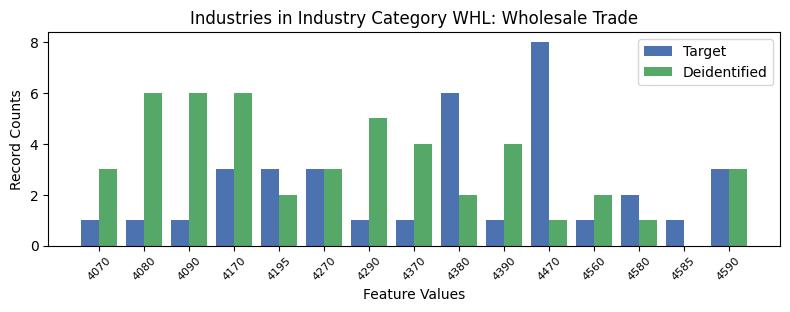 Industries in Industry Category WHL: Wholesale Trade
Target
Deidentified
Record Counts
8
6
4
2
0
4070 4080 4090 4170 4195 4270 4290 4370 4380 4390 4470 4560 4580 4585 4590
Feature Values